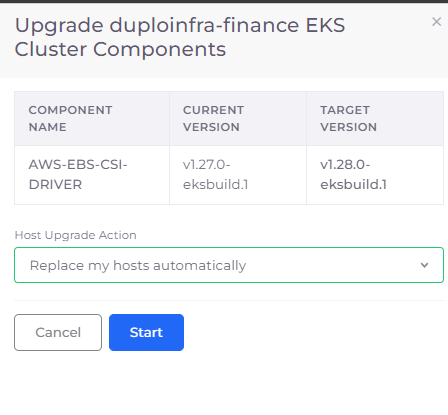 Upgrade duploinfra-finance EKS
Cluster Components
×
COMPONENT
NAME
CURRENT
VERSION
TARGET
VERSION
AWS-EBS-CSI-
DRIVER
v1.27.0-
eksbuild.1
v1.28.0-
eksbuild.1
Host Upgrade Action
Replace my hosts automatically
Cancel
Start